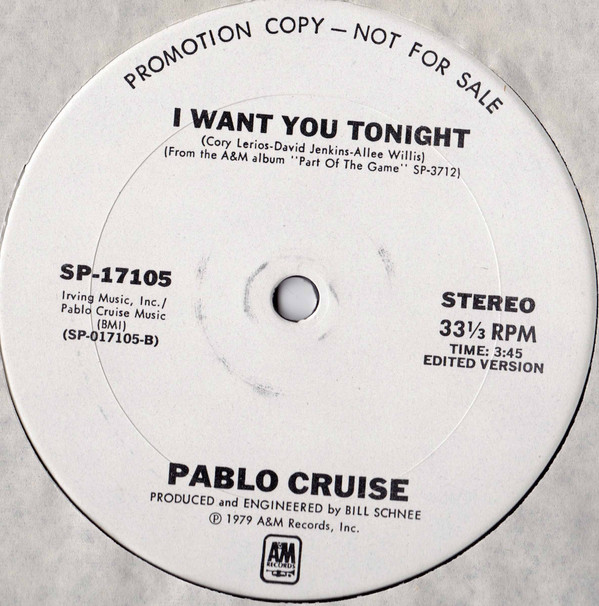 PROMOTION COPY — NOT FOR SALE
I WANT YOU TONIGHT
(Cory Lerios-David Jenkins-Allee Willis)
(From the A&M album "Part Of The Game" SP-3712)
SP-17105
Irving Music, Inc./
Pablo Cruise Music
(BMI)
(SP-017105-B)
STEREO
33⅓ RPM
TIME: 3:45
EDITED VERSION
PABLO CRUISE
PRODUCED and ENGINEERED by BILL SCHNEE
℗ 1979 A&M Records, Inc.
A&M
RECORDS